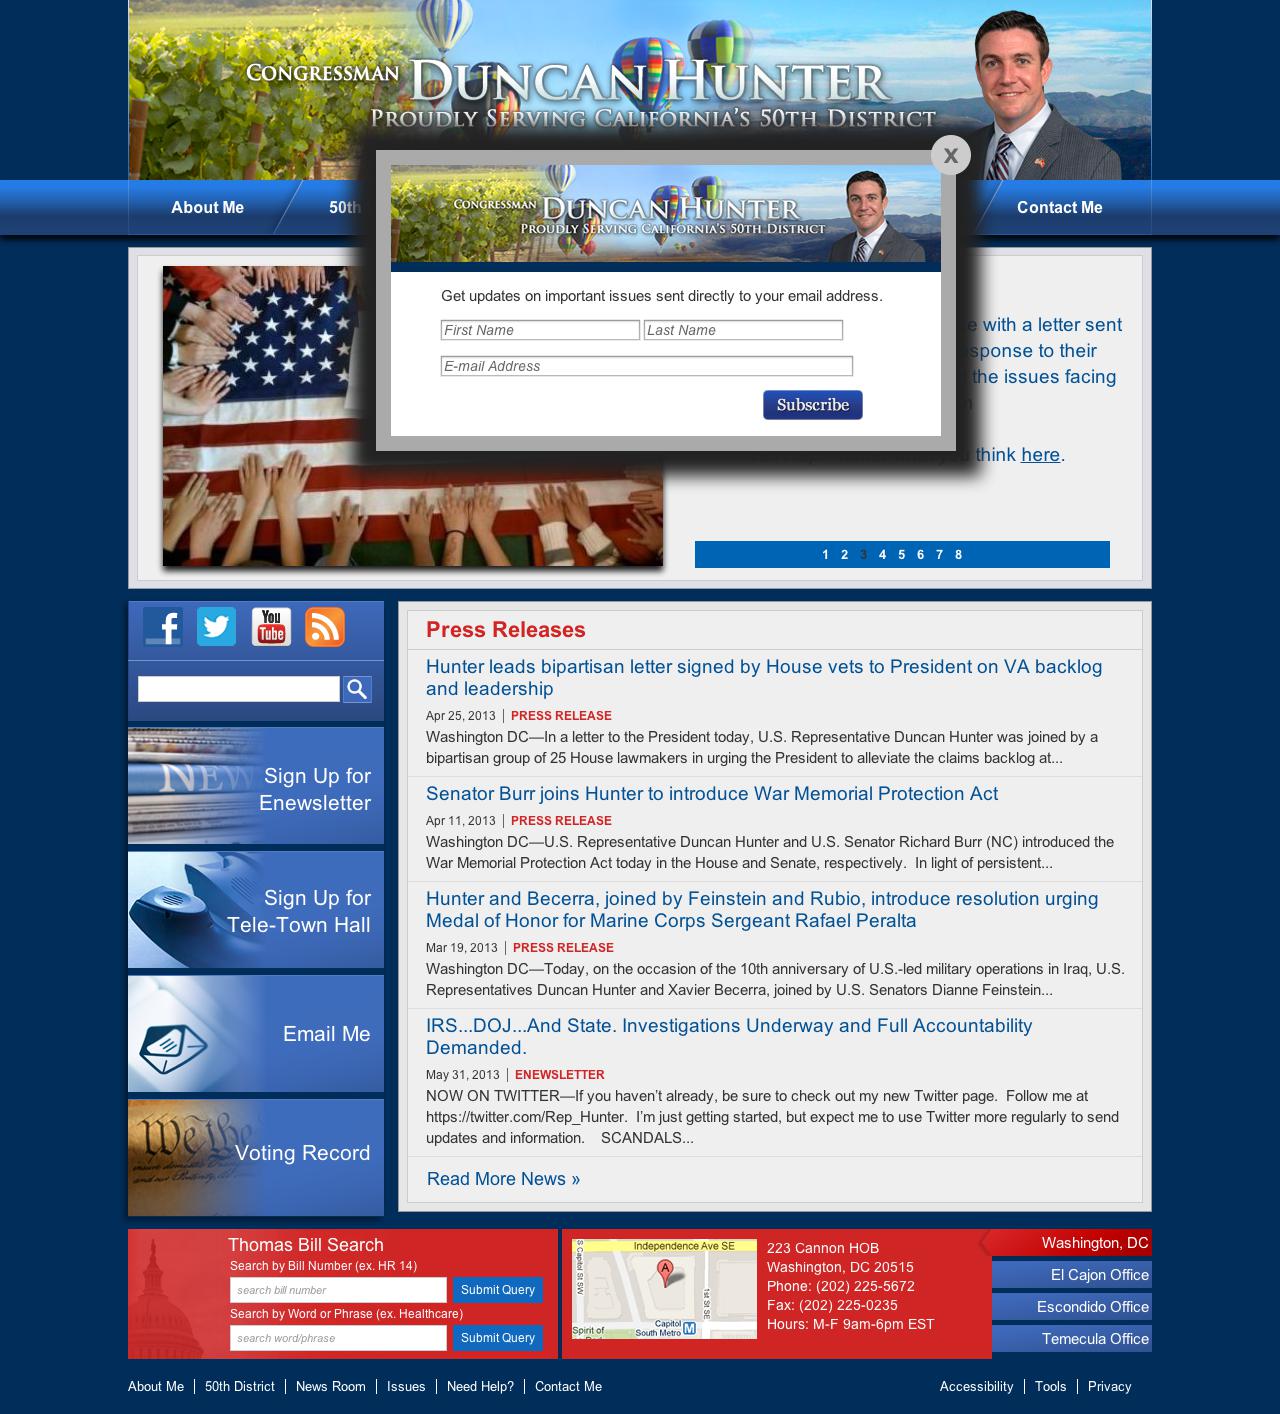 CONGRESSMAN DUNCAN HUNTER
PROUDLY SERVING CALIFORNIA'S 50TH DISTRICT
X
About Me
50th
Contact Me
CONGRESSMAN DUNCAN HUNTER
PROUDLY SERVING CALIFORNIA'S 50TH DISTRICT
Get updates on important issues sent directly to your email address.
First Name Last Name
E-mail Address
Subscribe
with a letter sent
to their
the issues facing
think here.
1 2 3 4 5 6 7 8
f
You Tube
Press Releases
Hunter leads bipartisan letter signed by House vets to President on VA backlog
and leadership
Apr 25, 2013 | PRESS RELEASE
Washington DC—In a letter to the President today, U.S. Representative Duncan Hunter was joined by a
bipartisan group of 25 House lawmakers in urging the President to alleviate the claims backlog at...
Senator Burr joins Hunter to introduce War Memorial Protection Act
Apr 11, 2013 | PRESS RELEASE
Washington DC—U.S. Representative Duncan Hunter and U.S. Senator Richard Burr (NC) introduced the
War Memorial Protection Act today in the House and Senate, respectively.  In light of persistent...
Hunter and Becerra, joined by Feinstein and Rubio, introduce resolution urging
Medal of Honor for Marine Corps Sergeant Rafael Peralta
Mar 19, 2013 | PRESS RELEASE
Washington DC—Today, on the occasion of the 10th anniversary of U.S.-led military operations in Iraq, U.S.
Representatives Duncan Hunter and Xavier Becerra, joined by U.S. Senators Dianne Feinstein...
IRS...DOJ...And State. Investigations Underway and Full Accountability
Demanded.
May 31, 2013 | ENEWSLETTER
NOW ON TWITTER—If you haven't already, be sure to check out my new Twitter page.  Follow me at
https://twitter.com/Rep_Hunter.  I'm just getting started, but expect me to use Twitter more regularly to send
updates and information.    SCANDALS...
Read More News »
NEW
Sign Up for
Enewsletter
Sign Up for
Tele-Town Hall
Email Me
We the
Voting Record
Thomas Bill Search
Search by Bill Number (ex. HR 14)
search bill number Submit Query
Search by Word or Phrase (ex. Healthcare)
search word/phrase Submit Query
Independence Ave SE
S Capitol St SW
A
1st St SE
Capitol
South Metro M
Spirit of
223 Cannon HOB
Washington, DC 20515
Phone: (202) 225-5672
Fax: (202) 225-0235
Hours: M-F 9am-6pm EST
Washington, DC
El Cajon Office
Escondido Office
Temecula Office
About Me | 50th District | News Room | Issues | Need Help? | Contact Me
Accessibility | Tools | Privacy